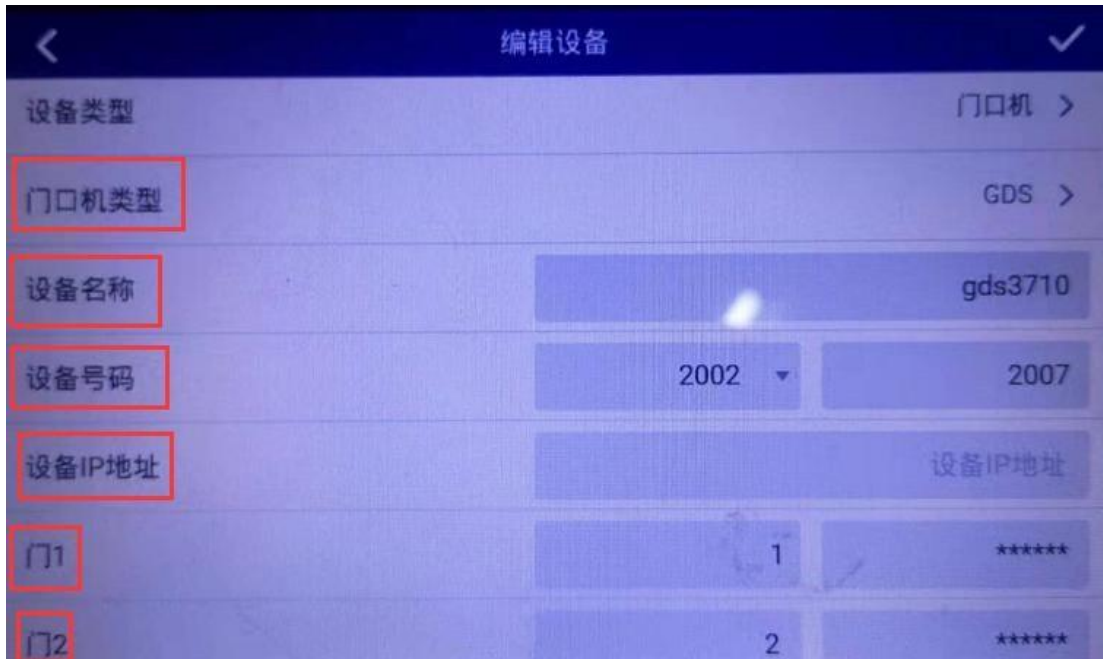 编辑设备
设备类型 门口机
门口机类型 GDS
设备名称 gds3710
设备号码 2002 2007
设备IP地址 设备IP地址
门1 1 ******
门2 2 ******